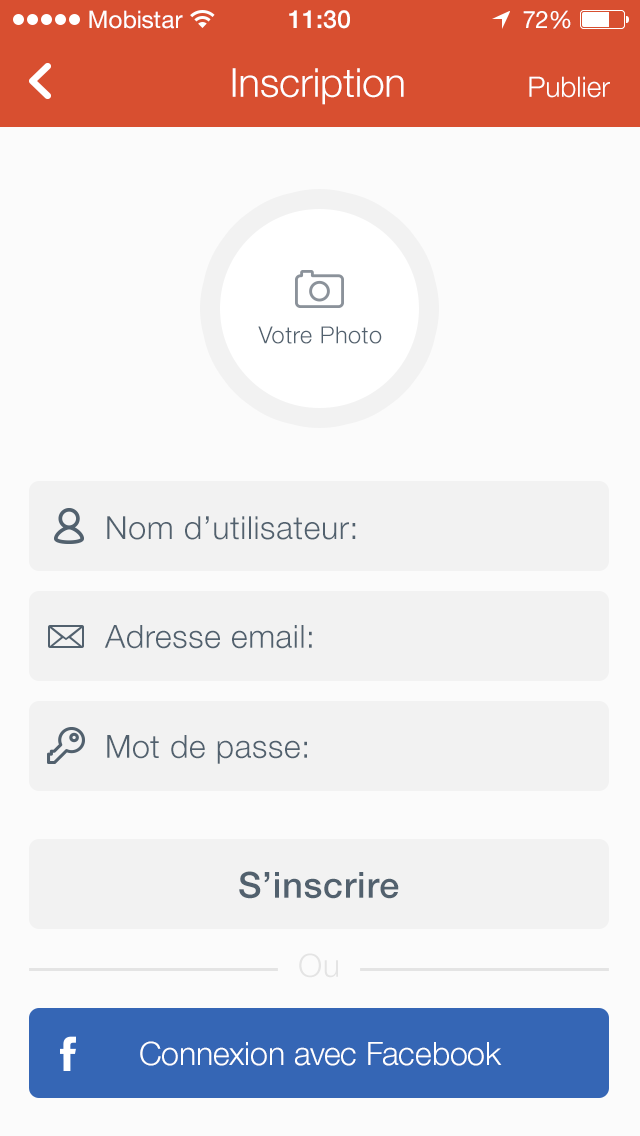 Mobistar 11:30 72%
Inscription Publier
Votre Photo
Nom d’utilisateur:
Adresse email:
Mot de passe:
S’inscrire
Ou
f Connexion avec Facebook